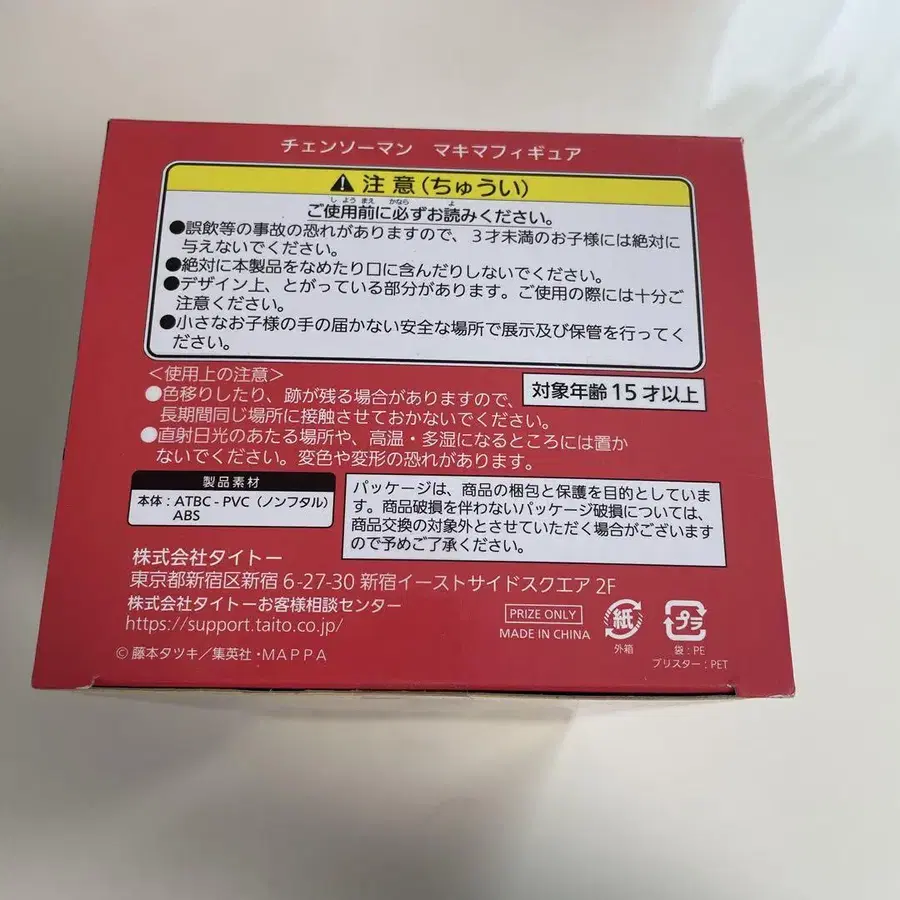 チェンソーマン マキマフィギュア
⚠ 注意(ちゅうい)
しよう まえ かなら よ
ご使用前に必ずお読みください。
●誤飲等の事故の恐れがありますので、3才未満のお子様には絶対に
与えないでください。
●絶対に本製品をなめたり口に含んだりしないでください。
●デザイン上、とがっている部分があります。ご使用の際には十分ご
注意ください。
●小さなお子様の手の届かない安全な場所で展示及び保管を行ってく
ださい。
＜使用上の注意＞
●色移りしたり、跡が残る場合がありますので、
長期間同じ場所に接触させておかないでください。
●直射日光のあたる場所や、高温・多湿になるところには置か
ないでください。変色や変形の恐れがあります。
対象年齢15才以上
製品素材
本体：ATBC-PVC（ノンフタル）
ABS
パッケージは、商品の梱包と保護を目的としていま
す。商品破損を伴わないパッケージ破損については、
商品交換の対象外とさせていただく場合がございます
ので予めご了承ください。
株式会社タイトー
東京都新宿区新宿 6-27-30 新宿イーストサイドスクエア 2F
株式会社タイトーお客様相談センター
https://support.taito.co.jp/
© 藤本タツキ／集英社・MAPPA
PRIZE ONLY
MADE IN CHINA
紙
外箱
プラ
袋：PE
ブリスター：PET